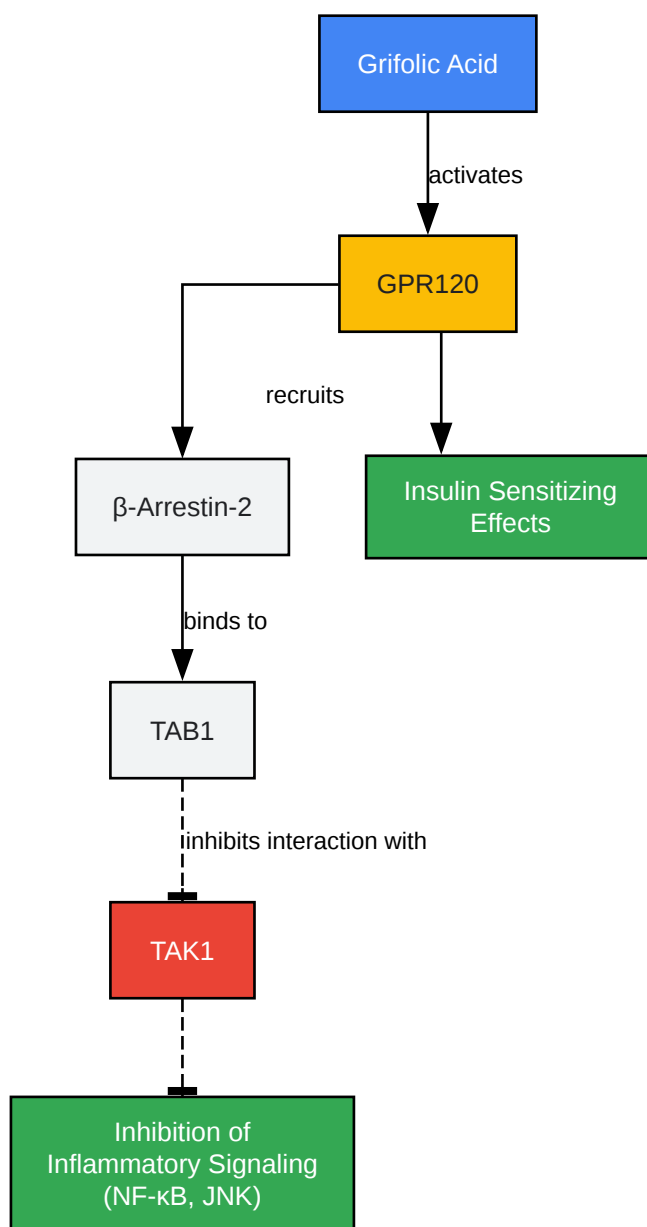 Grifolic Acid
activates
GPR120
recruits
β-Arrestin-2
Insulin Sensitizing
Effects
binds to
TAB1
inhibits interaction with
TAK1
Inhibition of
Inflammatory Signaling
(NF-κB, JNK)